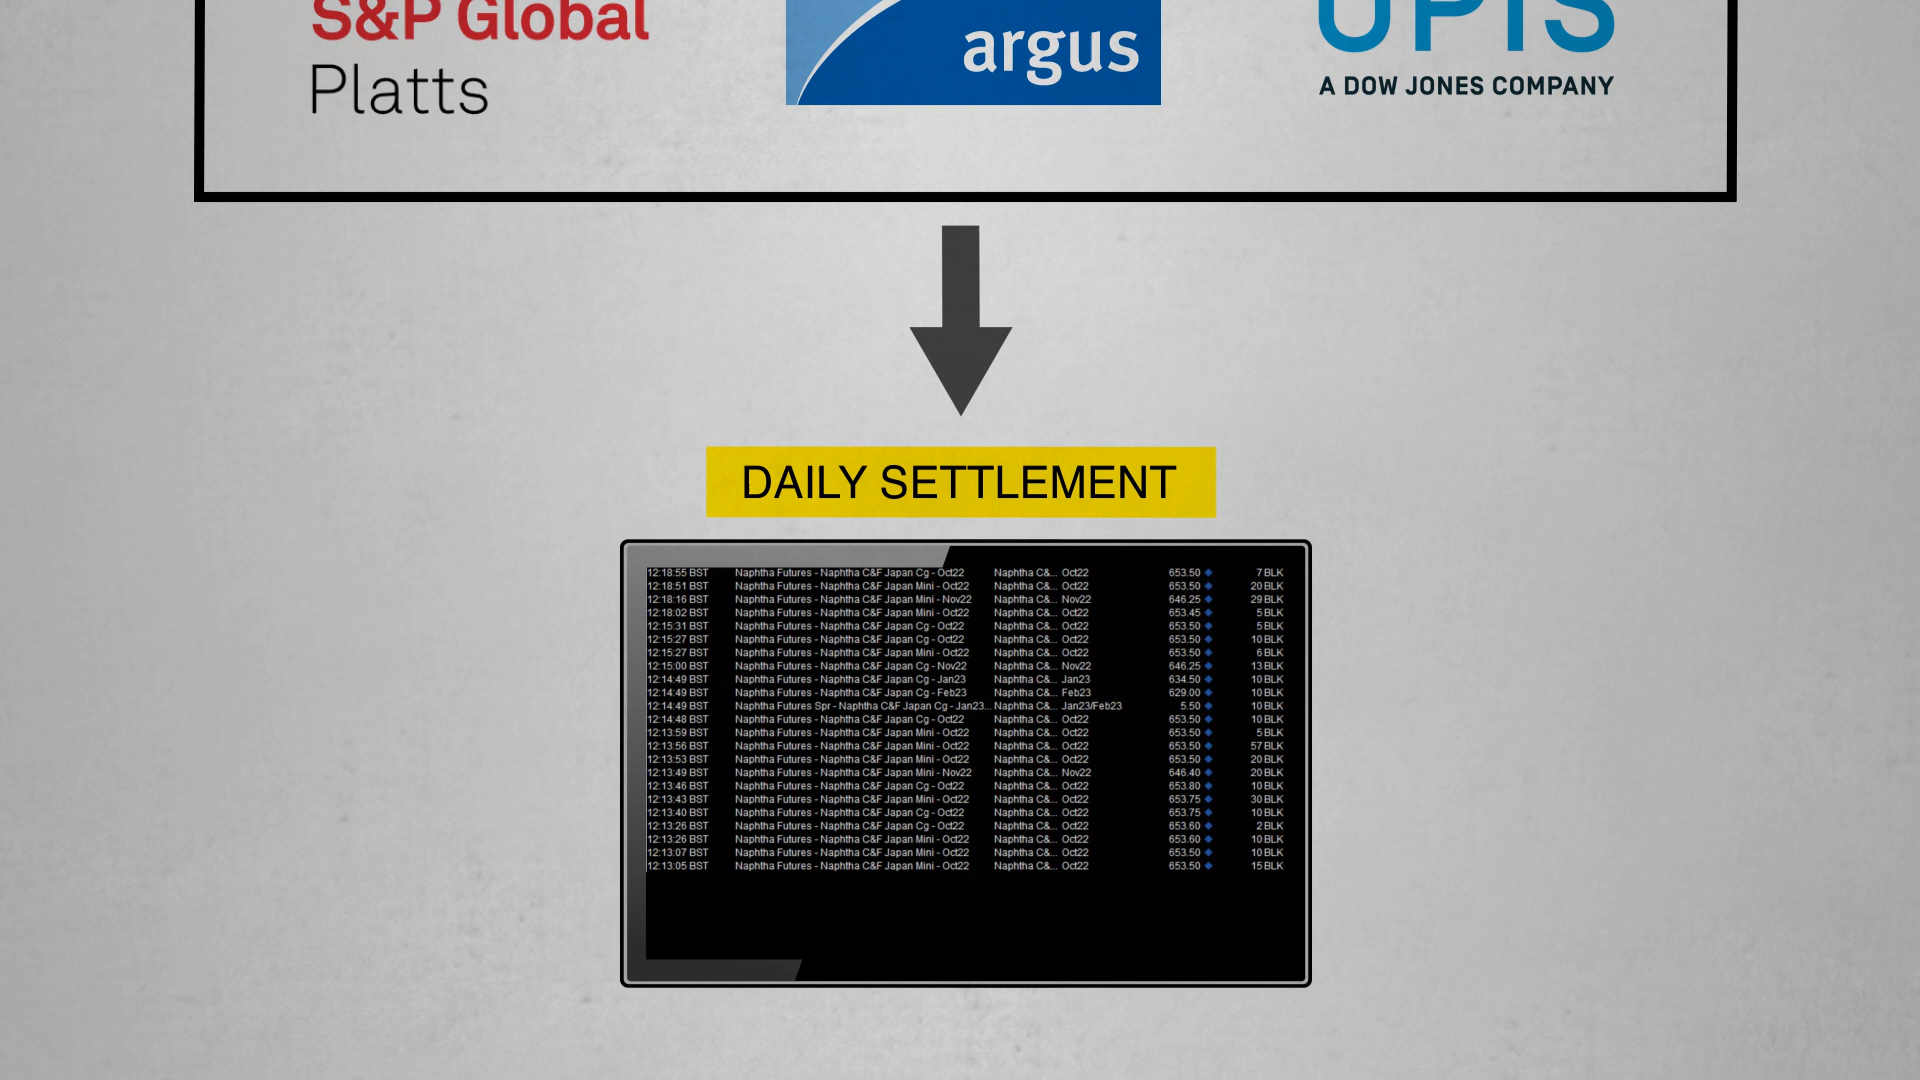 S&P Global
Platts
argus
OPIS
A DOW JONES COMPANY
DAILY SETTLEMENT
12:18:55 BST Naphtha Futures - Naphtha C&F Japan Cg - Oct22 Naphtha C&... Oct22 653.50 7 BLK
12:18:51 BST Naphtha Futures - Naphtha C&F Japan Mini - Oct22 Naphtha C&... Oct22 653.50 20 BLK
12:18:16 BST Naphtha Futures - Naphtha C&F Japan Mini - Nov22 Naphtha C&... Nov22 646.25 29 BLK
12:18:02 BST Naphtha Futures - Naphtha C&F Japan Mini - Oct22 Naphtha C&... Oct22 653.45 5 BLK
12:15:31 BST Naphtha Futures - Naphtha C&F Japan Cg - Oct22 Naphtha C&... Oct22 653.50 5 BLK
12:15:27 BST Naphtha Futures - Naphtha C&F Japan Cg - Oct22 Naphtha C&... Oct22 653.50 10 BLK
12:15:27 BST Naphtha Futures - Naphtha C&F Japan Mini - Oct22 Naphtha C&... Oct22 653.50 6 BLK
12:15:00 BST Naphtha Futures - Naphtha C&F Japan Cg - Nov22 Naphtha C&... Nov22 646.25 13 BLK
12:14:49 BST Naphtha Futures - Naphtha C&F Japan Cg - Jan23 Naphtha C&... Jan23 634.50 10 BLK
12:14:49 BST Naphtha Futures - Naphtha C&F Japan Cg - Feb23 Naphtha C&... Feb23 629.00 10 BLK
12:14:49 BST Naphtha Futures Spr - Naphtha C&F Japan Cg - Jan23... Naphtha C&... Jan23/Feb23 5.50 10 BLK
12:14:48 BST Naphtha Futures - Naphtha C&F Japan Cg - Oct22 Naphtha C&... Oct22 653.50 10 BLK
12:13:59 BST Naphtha Futures - Naphtha C&F Japan Mini - Oct22 Naphtha C&... Oct22 653.50 5 BLK
12:13:56 BST Naphtha Futures - Naphtha C&F Japan Mini - Oct22 Naphtha C&... Oct22 653.50 57 BLK
12:13:53 BST Naphtha Futures - Naphtha C&F Japan Mini - Oct22 Naphtha C&... Oct22 653.50 20 BLK
12:13:49 BST Naphtha Futures - Naphtha C&F Japan Mini - Nov22 Naphtha C&... Nov22 646.40 20 BLK
12:13:46 BST Naphtha Futures - Naphtha C&F Japan Cg - Oct22 Naphtha C&... Oct22 653.80 10 BLK
12:13:43 BST Naphtha Futures - Naphtha C&F Japan Mini - Oct22 Naphtha C&... Oct22 653.75 30 BLK
12:13:40 BST Naphtha Futures - Naphtha C&F Japan Cg - Oct22 Naphtha C&... Oct22 653.75 10 BLK
12:13:26 BST Naphtha Futures - Naphtha C&F Japan Cg - Oct22 Naphtha C&... Oct22 653.60 2 BLK
12:13:26 BST Naphtha Futures - Naphtha C&F Japan Mini - Oct22 Naphtha C&... Oct22 653.60 10 BLK
12:13:07 BST Naphtha Futures - Naphtha C&F Japan Mini - Oct22 Naphtha C&... Oct22 653.50 10 BLK
12:13:05 BST Naphtha Futures - Naphtha C&F Japan Mini - Oct22 Naphtha C&... Oct22 653.50 15 BLK